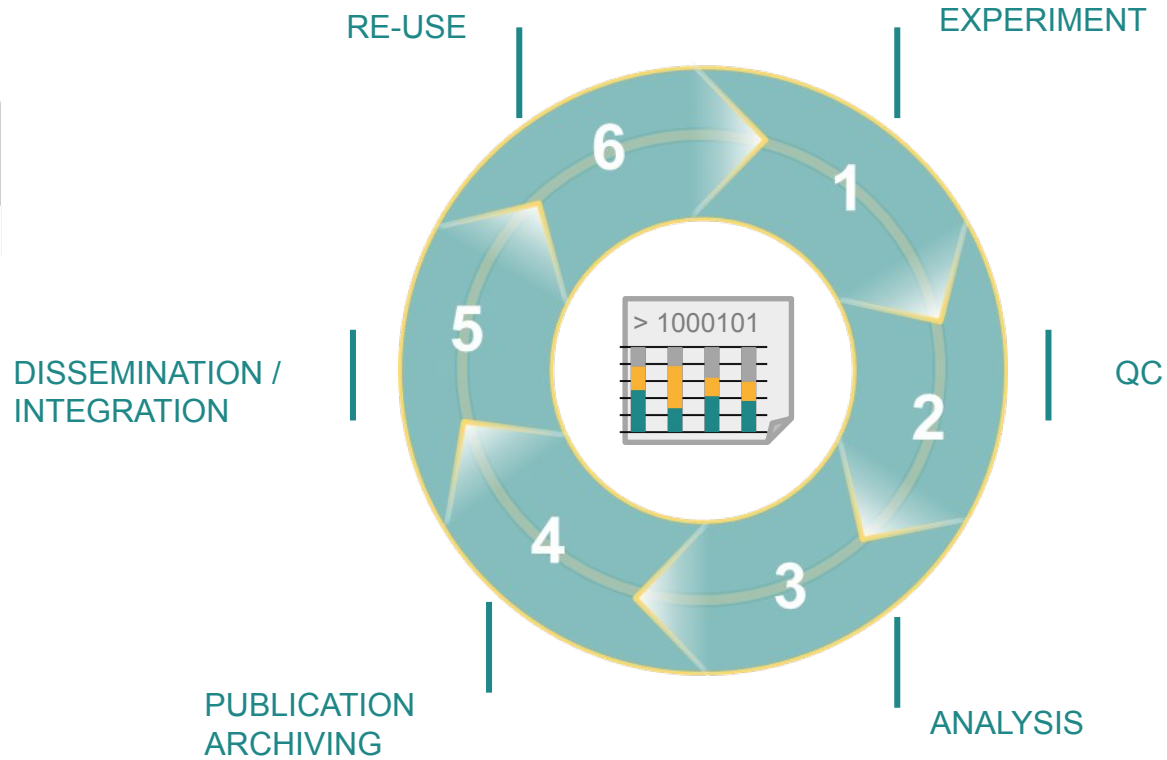 RE-USE
EXPERIMENT
6
1
> 1000101
5
DISSEMINATION /
INTEGRATION
QC
2
4
3
PUBLICATION
ARCHIVING
ANALYSIS